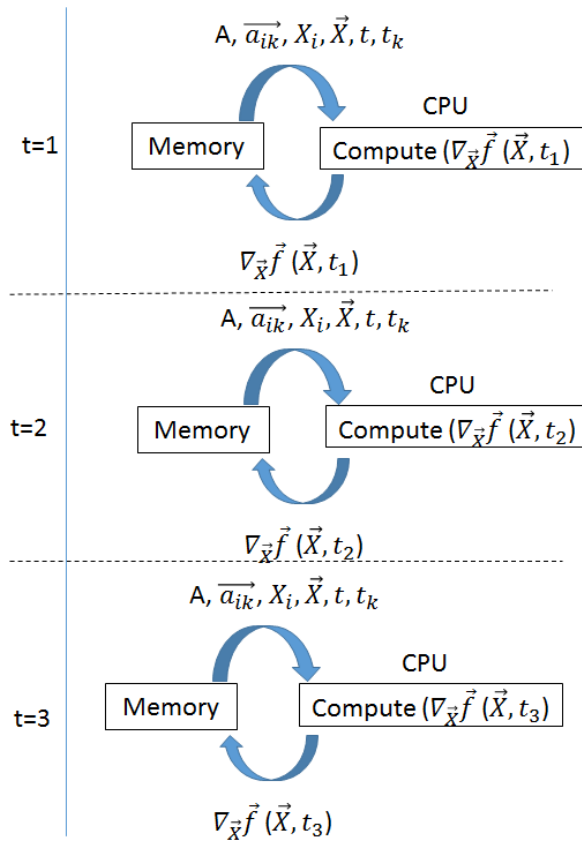 A, $\overrightarrow{a_{ik}}, X_i, \vec{X}, t, t_k$
CPU
t=1
Memory
Compute $(\nabla_{\vec{X}} \vec{f}\,(\vec{X}, t_1)$
$\nabla_{\vec{X}} \vec{f}\,(\vec{X}, t_1)$
A, $\overrightarrow{a_{ik}}, X_i, \vec{X}, t, t_k$
CPU
t=2
Memory
Compute $(\nabla_{\vec{X}} \vec{f}\,(\vec{X}, t_2)$
$\nabla_{\vec{X}} \vec{f}\,(\vec{X}, t_2)$
A, $\overrightarrow{a_{ik}}, X_i, \vec{X}, t, t_k$
CPU
t=3
Memory
Compute $(\nabla_{\vec{X}} \vec{f}\,(\vec{X}, t_3)$
$\nabla_{\vec{X}} \vec{f}\,(\vec{X}, t_3)$